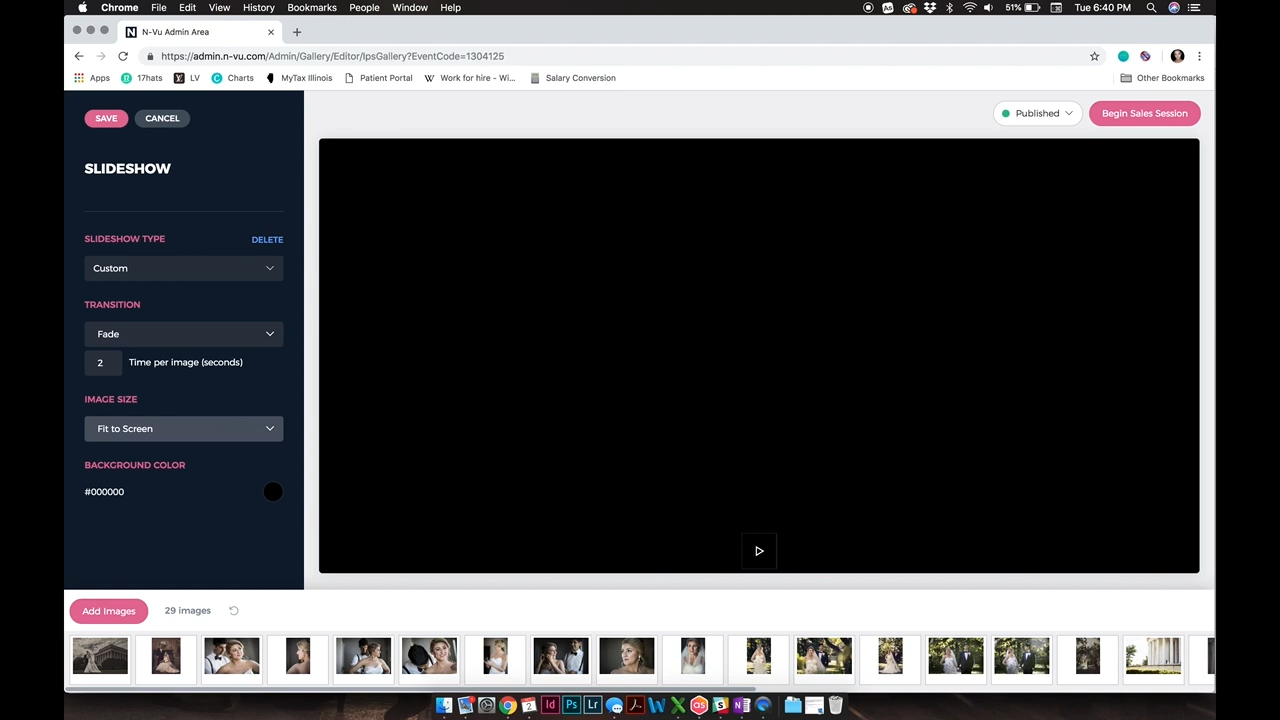 Chrome File Edit View History Bookmarks People Window Help 51% Tue 6:40 PM
N-Vu Admin Area
https://admin.n-vu.com/Admin/Gallery/Editor/IpsGallery?EventCode=1304125
Apps 17hats LV Charts MyTax Illinois Patient Portal Work for hire - Wi... Salary Conversion Other Bookmarks
SAVE CANCEL
Published Begin Sales Session
SLIDESHOW
SLIDESHOW TYPE DELETE
Custom
TRANSITION
Fade
2 Time per image (seconds)
IMAGE SIZE
Fit to Screen
BACKGROUND COLOR
#000000
Add Images 29 images
Id Ps Lr